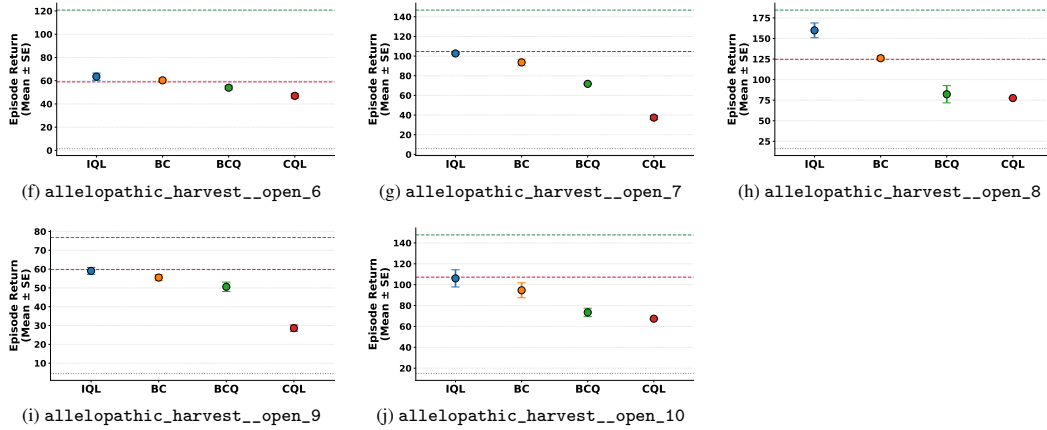 Episode Return
(Mean ± SE)
120
100
80
60
40
20
0
IQL BC BCQ CQL
(f) allelopathic_harvest__open_6
Episode Return
(Mean ± SE)
140
120
100
80
60
40
20
0
IQL BC BCQ CQL
(g) allelopathic_harvest__open_7
Episode Return
(Mean ± SE)
175
150
125
100
75
50
25
IQL BC BCQ CQL
(h) allelopathic_harvest__open_8
Episode Return
(Mean ± SE)
80
70
60
50
40
30
20
10
IQL BC BCQ CQL
(i) allelopathic_harvest__open_9
Episode Return
(Mean ± SE)
140
120
100
80
60
40
20
IQL BC BCQ CQL
(j) allelopathic_harvest__open_10